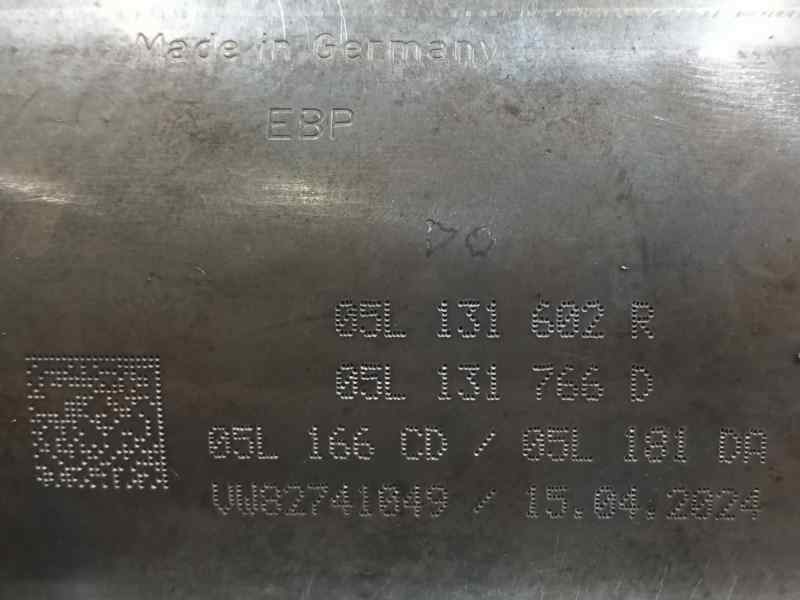 Made in Germany
EBP
05L 131 602 R
05L 131 766 D
05L 166 CD / 05L 181 DA
VW82741049 / 15.04.2024